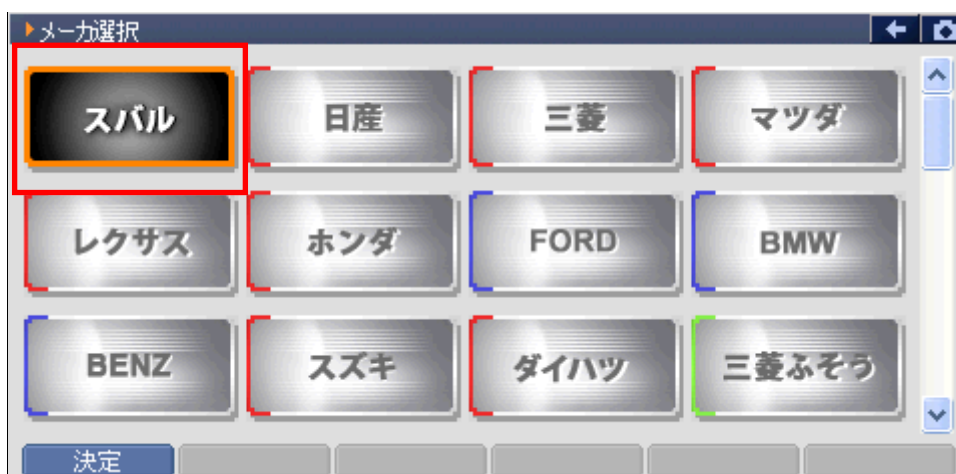 メーカ選択
スバル 日産 三菱 マツダ
レクサス ホンダ FORD BMW
BENZ スズキ ダイハツ 三菱ふそう
決定